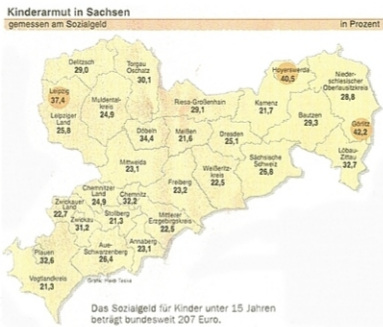 Kinderarmut in Sachsen
gemessen am Sozialgeld
in Prozent
Delitzsch
29,0
Torgau
Oschatz
30,1
Leipzig
37,4
Leipziger
Land
25,8
Muldental-
kreis
24,9
Riesa-Großenhain
29,1
Hoyerswerda
40,5
Nieder-
schlesischer
Oberlausitzkreis
28,8
Kamenz
21,7
Bautzen
29,3
Görlitz
42,2
Löbau-
Zittau
32,7
Döbeln
34,4
Meißen
21,6
Dresden
25,1
Sächsische
Schweiz
26,8
Mittweida
23,1
Freiberg
23,2
Weißeritz-
kreis
22,5
Chemnitzer
Land
24,9
Chemnitz
32,2
Zwickauer
Land
22,7
Zwickau
31,2
Stollberg
21,3
Mittlerer
Erzgebirgskreis
22,5
Plauen
32,6
Aue-
Schwarzenberg
26,4
Annaberg
23,1
Vogtlandkreis
21,3
Das Sozialgeld für Kinder unter 15 Jahren
beträgt bundesweit 207 Euro.